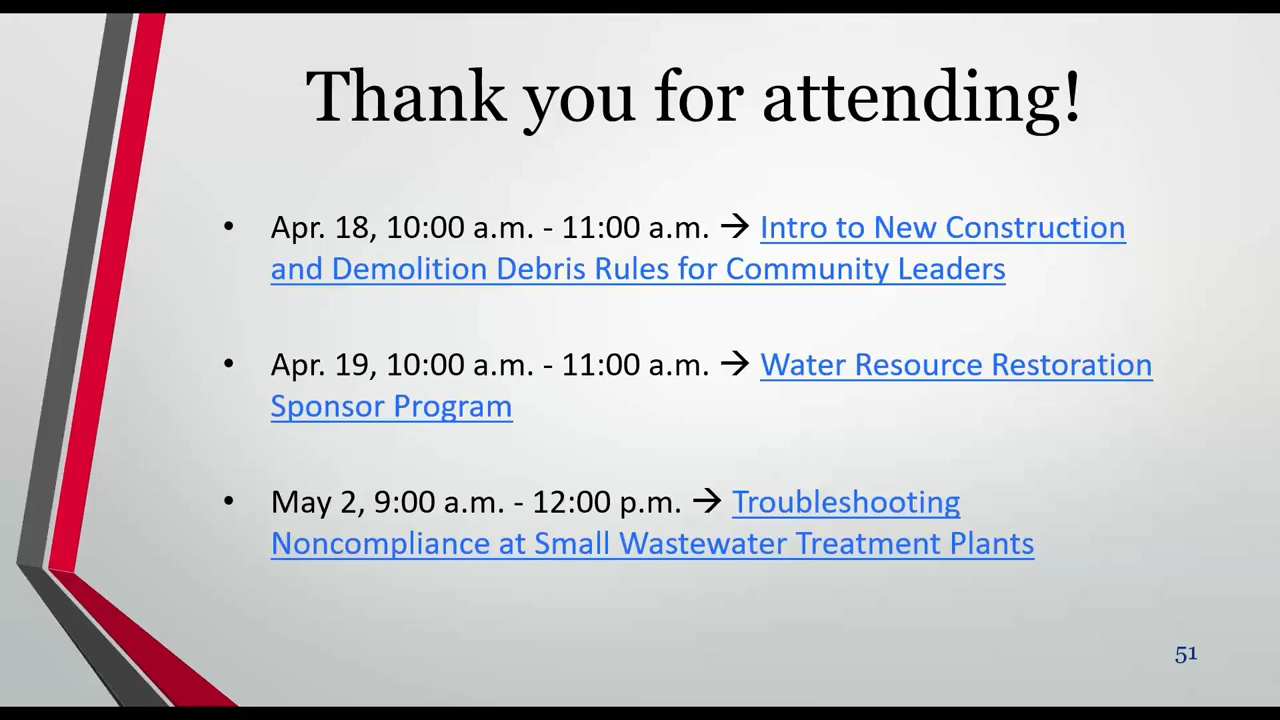 Thank you for attending!
• Apr. 18, 10:00 a.m. - 11:00 a.m. → Intro to New Construction
and Demolition Debris Rules for Community Leaders
• Apr. 19, 10:00 a.m. - 11:00 a.m. → Water Resource Restoration
Sponsor Program
• May 2, 9:00 a.m. - 12:00 p.m. → Troubleshooting
Noncompliance at Small Wastewater Treatment Plants
51